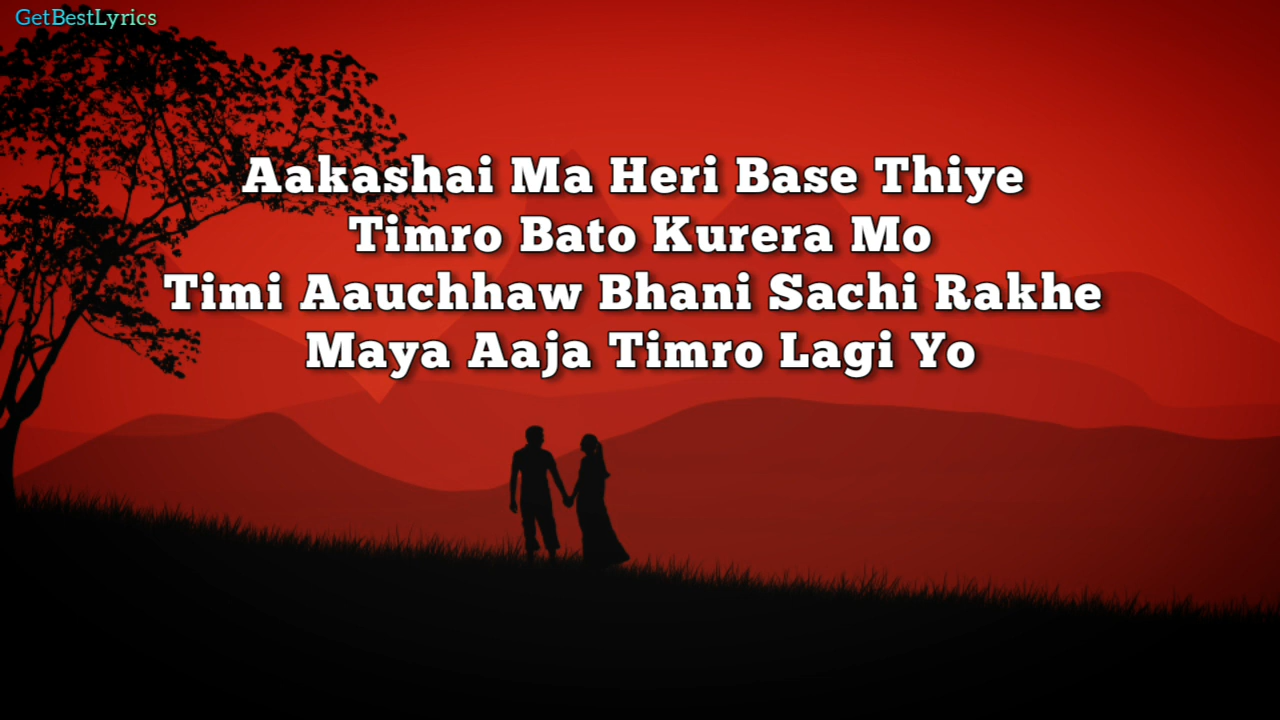 GetBestLyrics
Aakashai Ma Heri Base Thiye
Timro Bato Kurera Mo
Timi Aauchhaw Bhani Sachi Rakhe
Maya Aaja Timro Lagi Yo